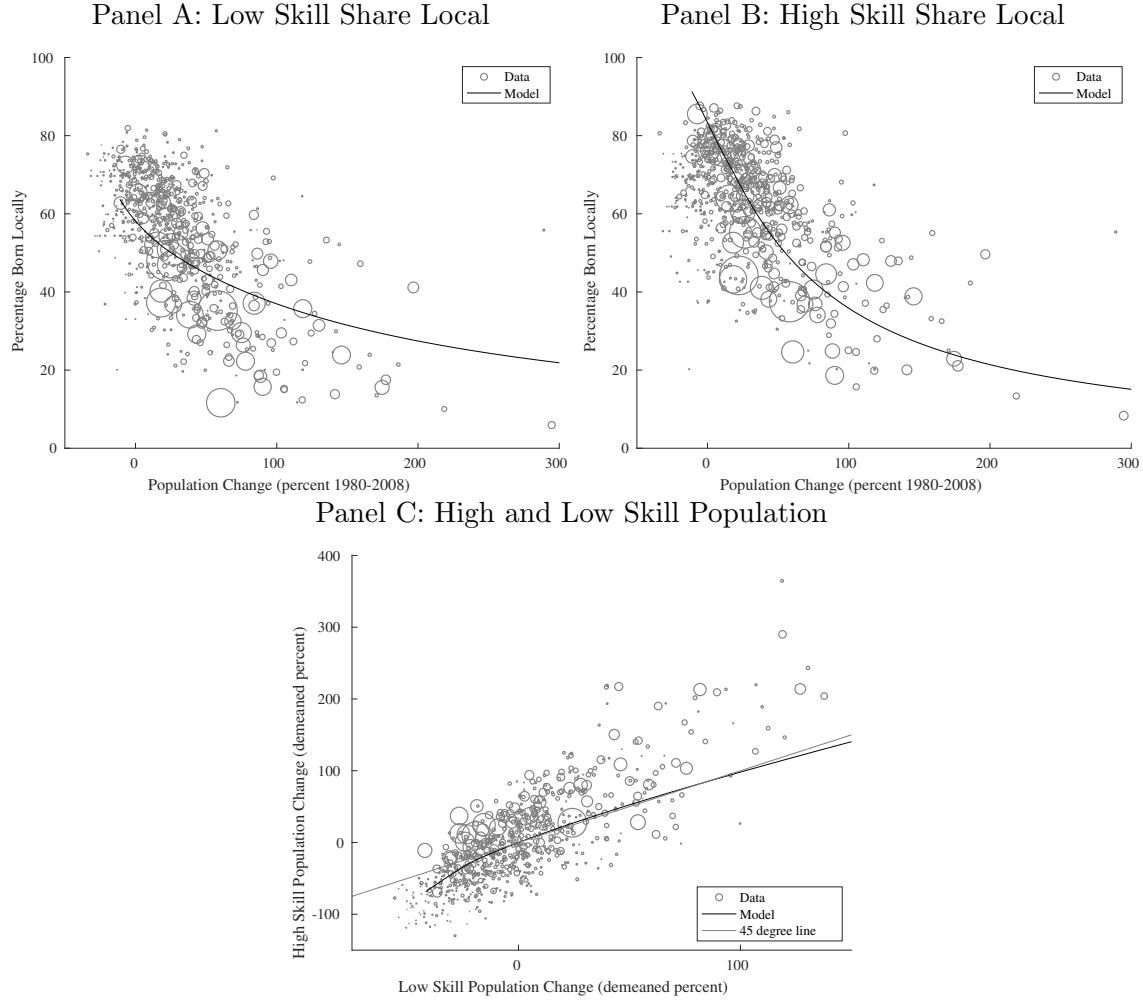 Panel A: Low Skill Share Local
Percentage Born Locally
100
80
60
40
20
0
0
100
200
300
Data
Model
Population Change (percent 1980-2008)
Panel B: High Skill Share Local
Percentage Born Locally
100
80
60
40
20
0
0
100
200
300
Data
Model
Population Change (percent 1980-2008)
Panel C: High and Low Skill Population
High Skill Population Change (demeaned percent)
400
300
200
100
0
-100
0
100
Data
Model
45 degree line
Low Skill Population Change (demeaned percent)